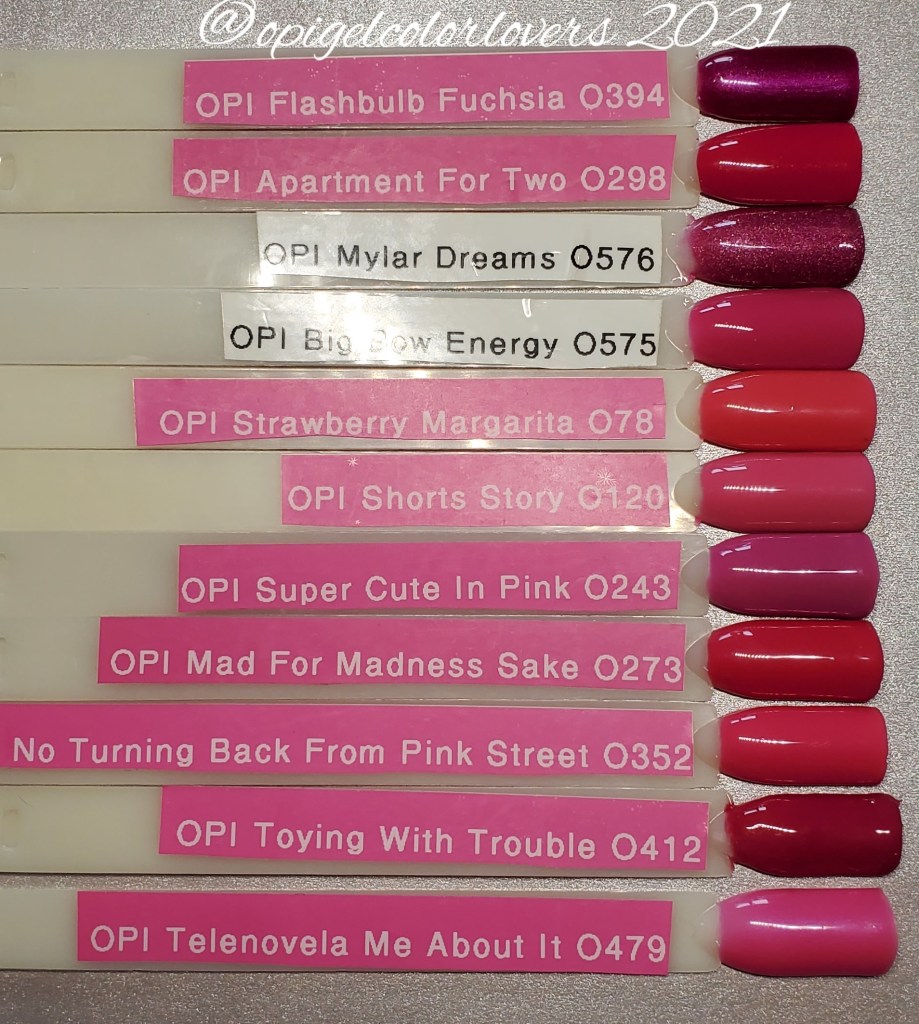 @opigelcolorlovers 2021
OPI Flashbulb Fuchsia O394
OPI Apartment For Two O298
OPI Mylar Dreams O576
OPI Big Bow Energy O575
OPI Strawberry Margarita O78
OPI Shorts Story O120
OPI Super Cute In Pink O243
OPI Mad For Madness Sake O273
No Turning Back From Pink Street O352
OPI Toying With Trouble O412
OPI Telenovela Me About It O479